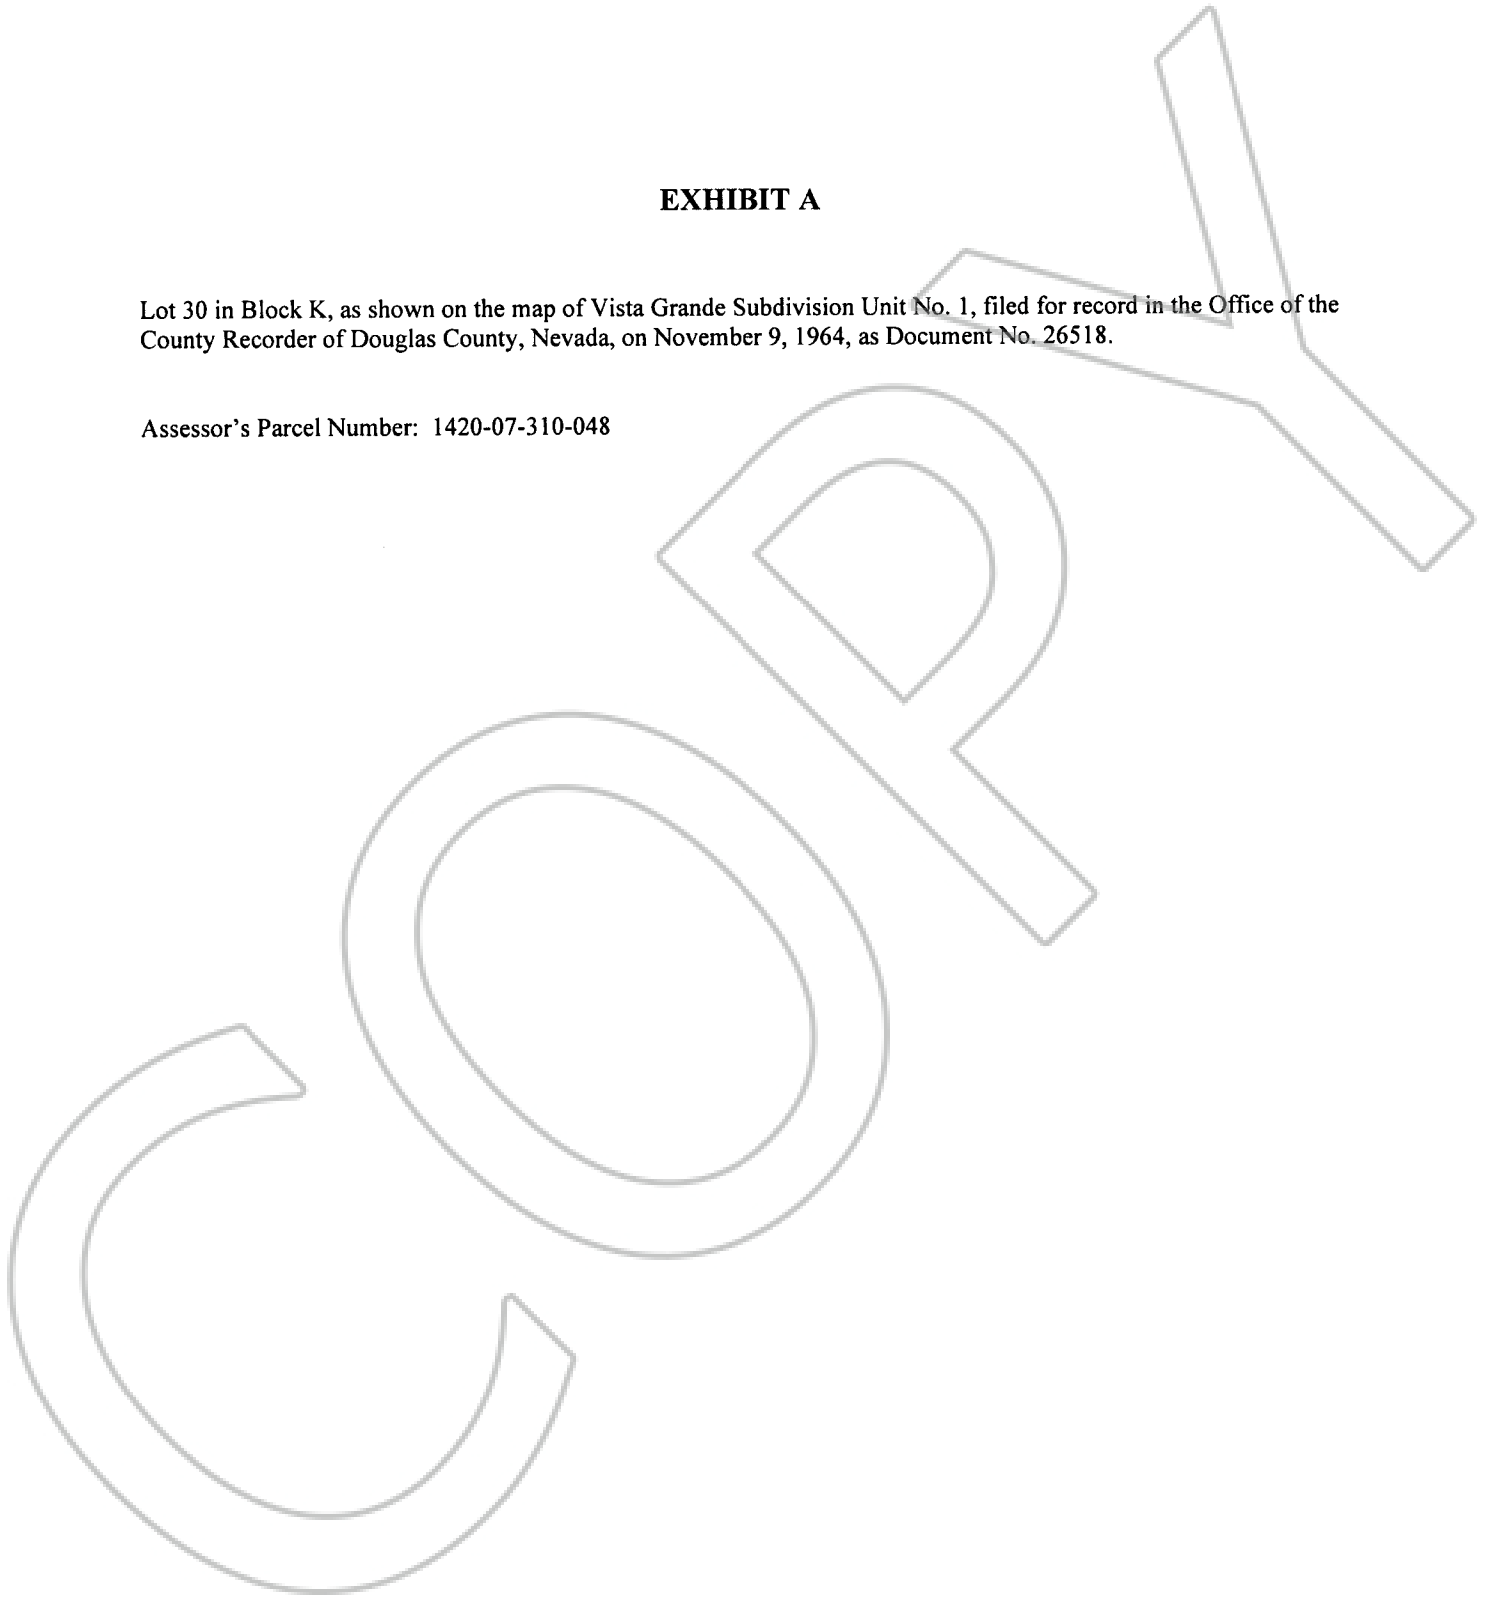 EXHIBIT A
Lot 30 in Block K, as shown on the map of Vista Grande Subdivision Unit No. 1, filed for record in the Office of the
County Recorder of Douglas County, Nevada, on November 9, 1964, as Document No. 26518.
Assessor's Parcel Number: 1420-07-310-048
COPY